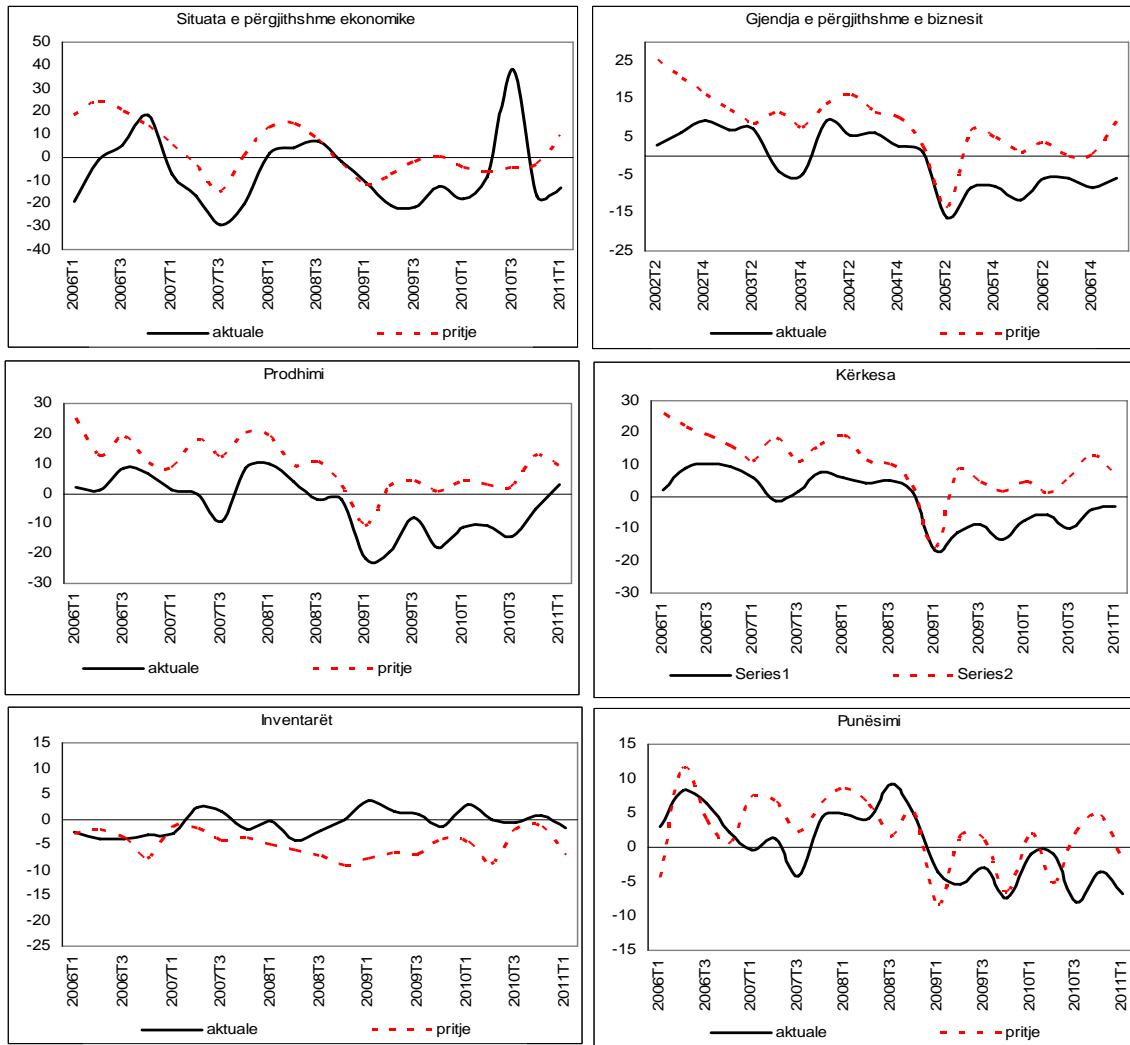 Situata e përgjithshme ekonomike
50
40
30
20
10
0
-10
-20
-30
-40
2006T1
2006T3
2007T1
2007T3
2008T1
2008T3
2009T1
2009T3
2010T1
2010T3
2011T1
aktuale pritje
Gjendja e përgjithshme e biznesit
25
15
5
-5
-15
-25
2002T2
2002T4
2003T2
2003T4
2004T2
2004T4
2005T2
2005T4
2006T2
2006T4
aktuale pritje
Prodhimi
30
20
10
0
-10
-20
-30
2006T1
2006T3
2007T1
2007T3
2008T1
2008T3
2009T1
2009T3
2010T1
2010T3
2011T1
aktuale pritje
Kërkesa
30
20
10
0
-10
-20
-30
2006T1
2006T3
2007T1
2007T3
2008T1
2008T3
2009T1
2009T3
2010T1
2010T3
2011T1
Series1 Series2
Inventarët
15
10
5
0
-5
-10
-15
-20
-25
2006T1
2006T3
2007T1
2007T3
2008T1
2008T3
2009T1
2009T3
2010T1
2010T3
2011T1
aktuale pritje
Punësimi
15
10
5
0
-5
-10
-15
2006T1
2006T3
2007T1
2007T3
2008T1
2008T3
2009T1
2009T3
2010T1
2010T3
2011T1
aktuale pritje